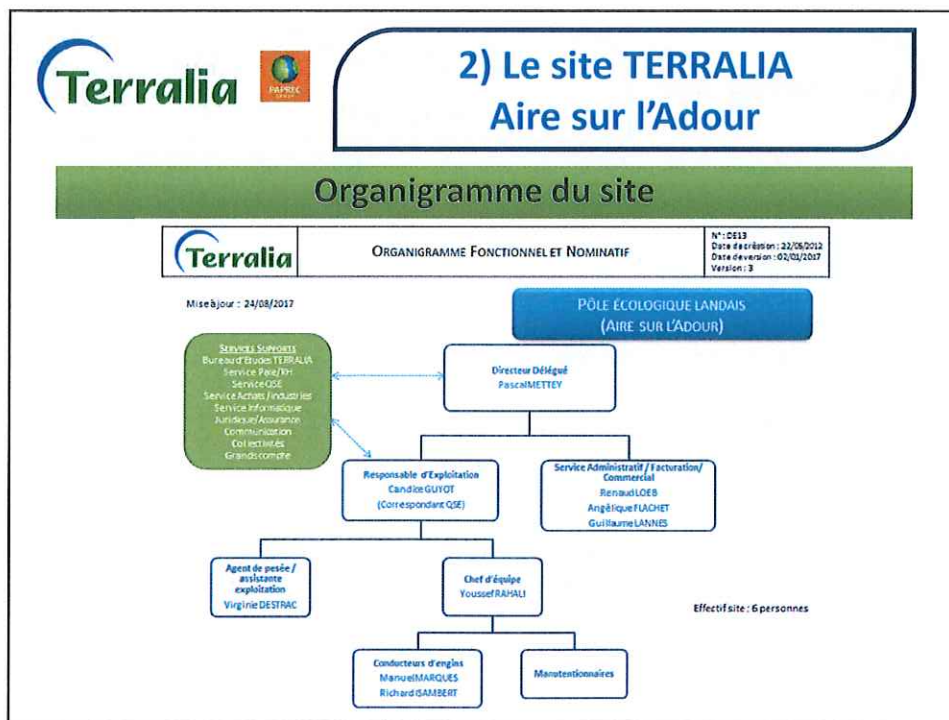 Terralia
PAPREC
2) Le site TERRALIA
Aire sur l'Adour
Organigramme du site
Terralia
ORGANIGRAMME FONCTIONNEL ET NOMINATIF
N° : DE13
Date de création : 22/05/2012
Date de version : 02/01/2017
Version : 3
Mise à jour : 24/08/2017
PÔLE ÉCOLOGIQUE LANDAIS
(AIRE SUR L'ADOUR)
SERVICES SUPPORTS
Bureau d'Etudes TERRALIA
Service Paie/RH
Service QSE
Service Achats /Industries
Service Informatique
Juridique/Assurance
Communication
Collectivités
Grands compte
Directeur Délégué
Pascal METTEY
Responsable d'Exploitation
Candice GUYOT
(Correspondant QSE)
Service Administratif / Facturation/
Commercial
Renaud LOEB
Angélique FLACHET
Guillaume LANNES
Agent de pesée /
assistante
exploitation
Virginie DESTRAC
Chef d'équipe
Youssef RAHALI
Effectif site : 6 personnes
Conducteurs d'engins
Manuel MARQUES
Richard ISAMBERT
Manutentionnaires